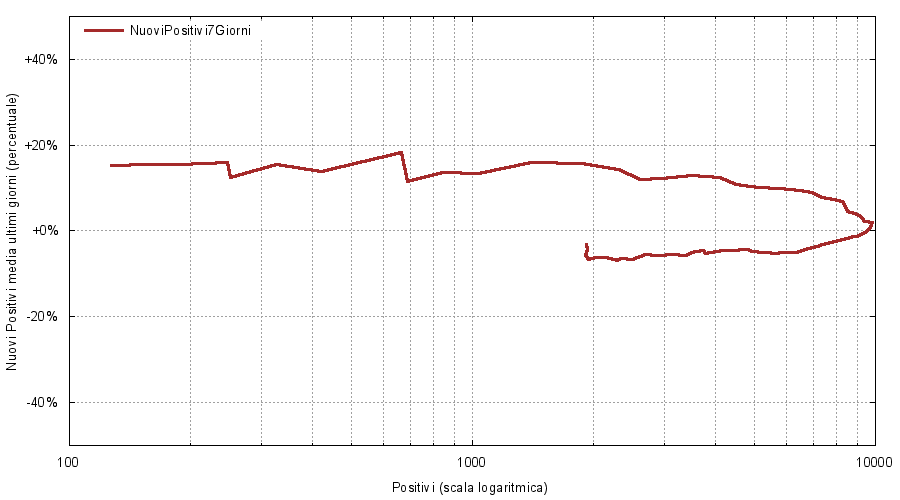 NuoviPositivi7Giorni
+40%
+20%
+0%
-20%
-40%
Nuovi Positivi media ultimi giorni (percentuale)
100
1000
10000
Positivi (scala logaritmica)